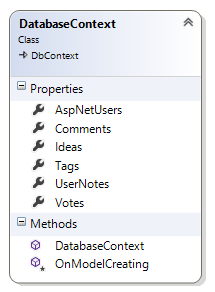 DatabaseContext
Class
DbContext
Properties
AspNetUsers
Comments
Ideas
Tags
UserNotes
Votes
Methods
DatabaseContext
OnModelCreating